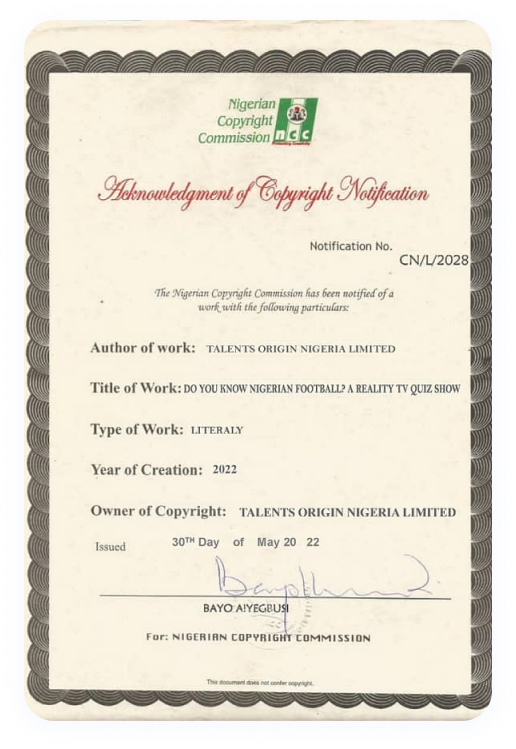 Nigerian
Copyright
Commission
ncc
Acknowledgment of Copyright Notification
Notification No.
CN/L/2028
The Nigerian Copyright Commission has been notified of a
work with the following particulars:
Author of work: TALENTS ORIGIN NIGERIA LIMITED
Title of Work: DO YOU KNOW NIGERIAN FOOTBALL? A REALITY TV QUIZ SHOW
Type of Work: LITERALY
Year of Creation: 2022
Owner of Copyright: TALENTS ORIGIN NIGERIA LIMITED
Issued 30TH Day of May 20 22
BAYO AIYEGBUSI
For: NIGERIAN COPYRIGHT COMMISSION
This document does not confer copyright.